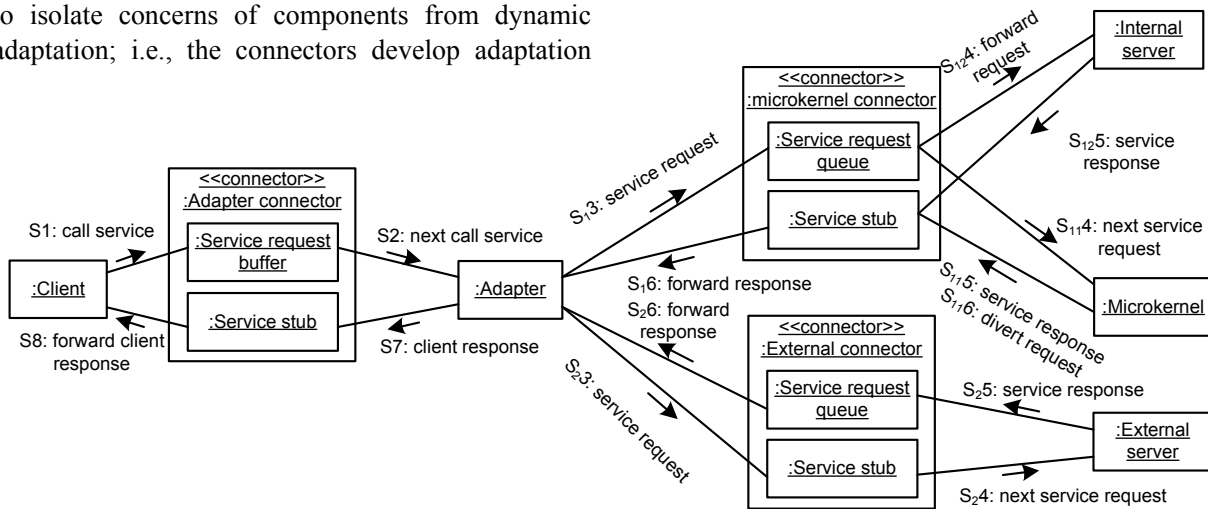 o isolate concerns of components from dynamic
adaptation; i.e., the connectors develop adaptation
S1: call service
:Client
S8: forward client
response
<<connector>>
:Adapter connector
:Service request
buffer
:Service stub
S2: next call service
:Adapter
S7: client response
S₁3: service request
S₁6: forward response
S₂6: forward
response
S₂3: service request
<<connector>>
:microkernel connector
:Service request
queue
:Service stub
<<connector>>
:External connector
:Service request
queue
:Service stub
S₁₂4: forward
request
:Internal
server
S₁₂5: service
response
S₁₁4: next service
request
:Microkernel
S₁₁5: service response
S₁₁6: divert request
S₂5: service response
:External
server
S₂4: next service request